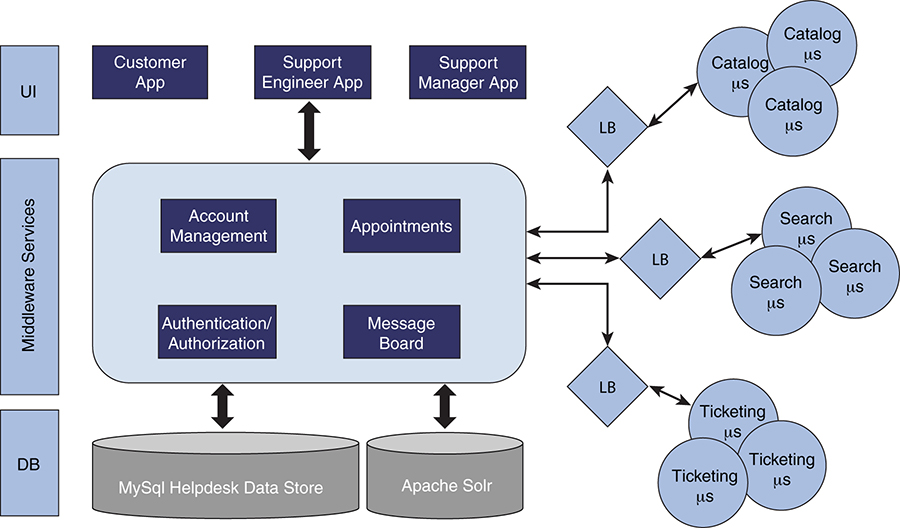 UI
Customer
App
Support
Engineer App
Support
Manager App
Middleware Services
Account
Management
Appointments
Authentication/
Authorization
Message
Board
DB
MySql Helpdesk Data Store
Apache Solr
LB
Catalog
μs
Catalog
μs
Catalog
μs
LB
Search
μs
Search
μs
Search
μs
LB
Ticketing
μs
Ticketing
μs
Ticketing
μs